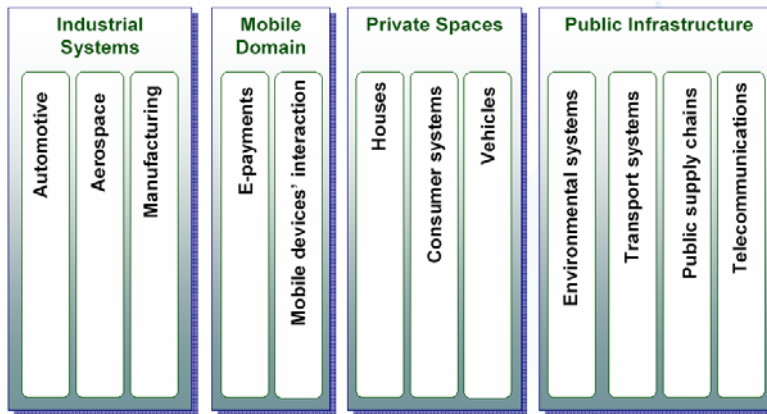 Industrial
Systems
Automotive
Aerospace
Manufacturing
Mobile
Domain
E-payments
Mobile devices' interaction
Private Spaces
Houses
Consumer systems
Vehicles
Public Infrastructure
Environmental systems
Transport systems
Public supply chains
Telecommunications